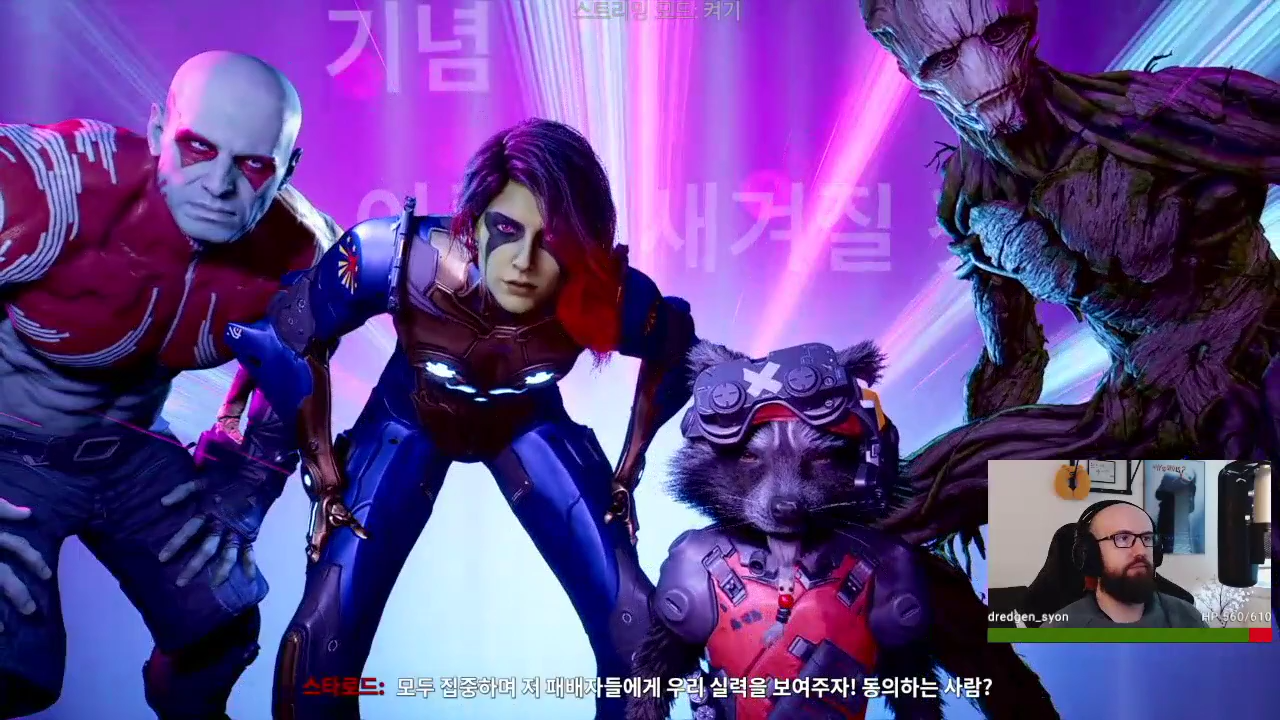 스트리밍 모드: 켜기
기념
새겨질
dredgen_syon
HP 560/610
스타로드: 모두 집중하며 저 패배자들에게 우리 실력을 보여주자! 동의하는 사람?